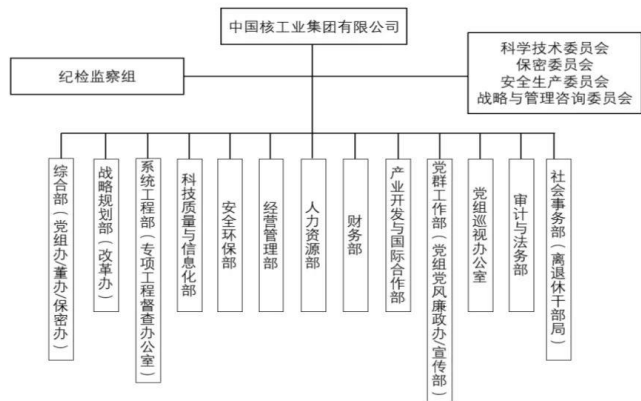 中国核工业集团有限公司
纪检监察组
科学技术委员会
保密委员会
安全生产委员会
战略与管理咨询委员会
综合部（党组办/董办/保密办）
战略规划部（改革办）
系统工程部（专项工程督查办公室）
科技质量与信息化部
安全环保部
经营管理部
人力资源部
财务部
产业开发与国际合作部
党群工作部（党组党风廉政办/宣传部）
党组巡视办公室
审计与法务部
社会事务部（离退休干部局）